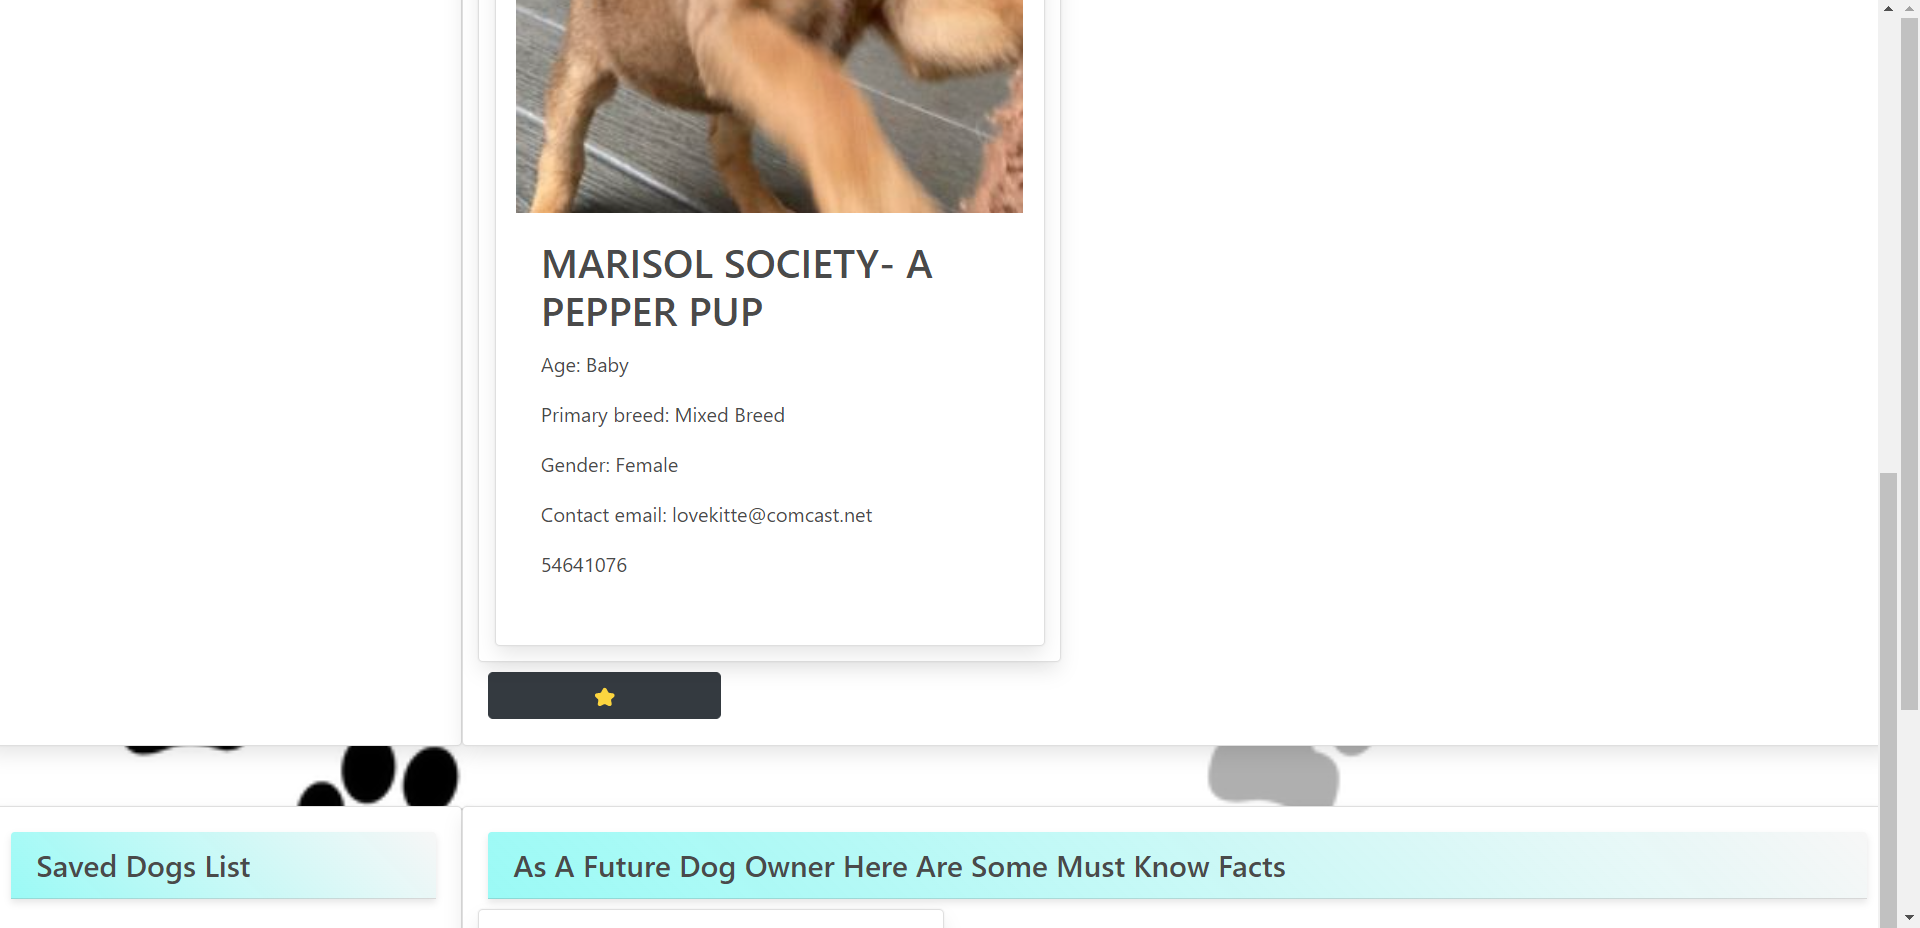 MARISOL SOCIETY- A
PEPPER PUP
Age: Baby
Primary breed: Mixed Breed
Gender: Female
Contact email: lovekitte@comcast.net
54641076
Saved Dogs List
As A Future Dog Owner Here Are Some Must Know Facts